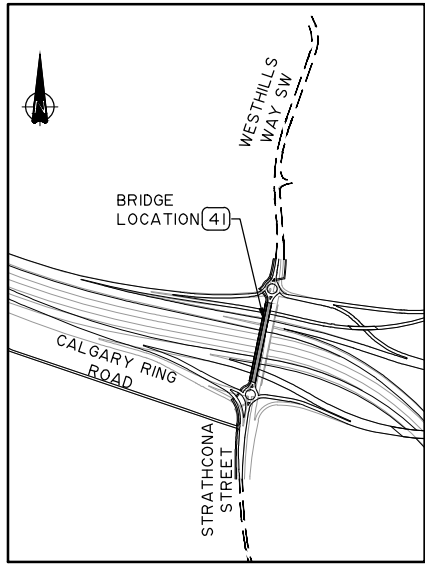 WESTHILLS
WAY SW
BRIDGE
LOCATION 41
CALGARY RING
ROAD
STRATHCONA
STREET